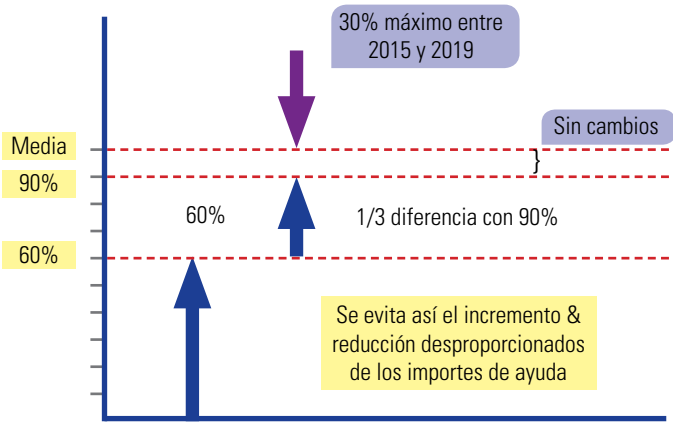 30% máximo entre
2015 y 2019
Sin cambios
Media
}
90%
60%
1/3 diferencia con 90%
60%
Se evita así el incremento &
reducción desproporcionados
de los importes de ayuda